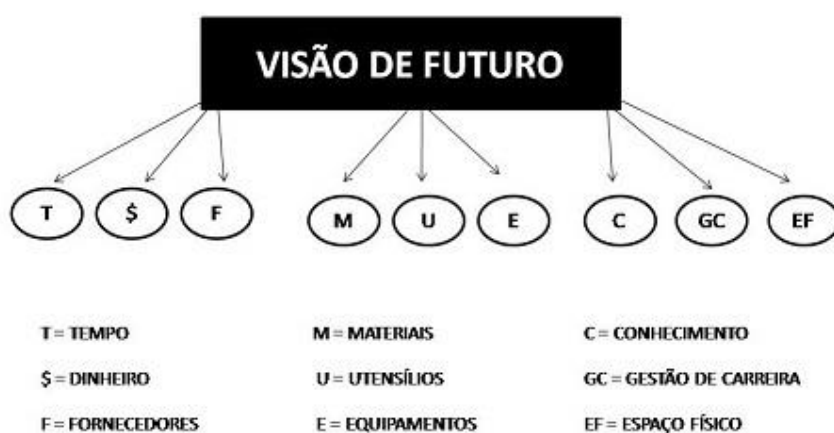 VISÃO DE FUTURO
T $ F M U E C GC EF
T = TEMPO M = MATERIAIS C = CONHECIMENTO
$ = DINHEIRO U = UTENSÍLIOS GC = GESTÃO DE CARREIRA
F = FORNECEDORES E = EQUIPAMENTOS EF = ESPAÇO FÍSICO